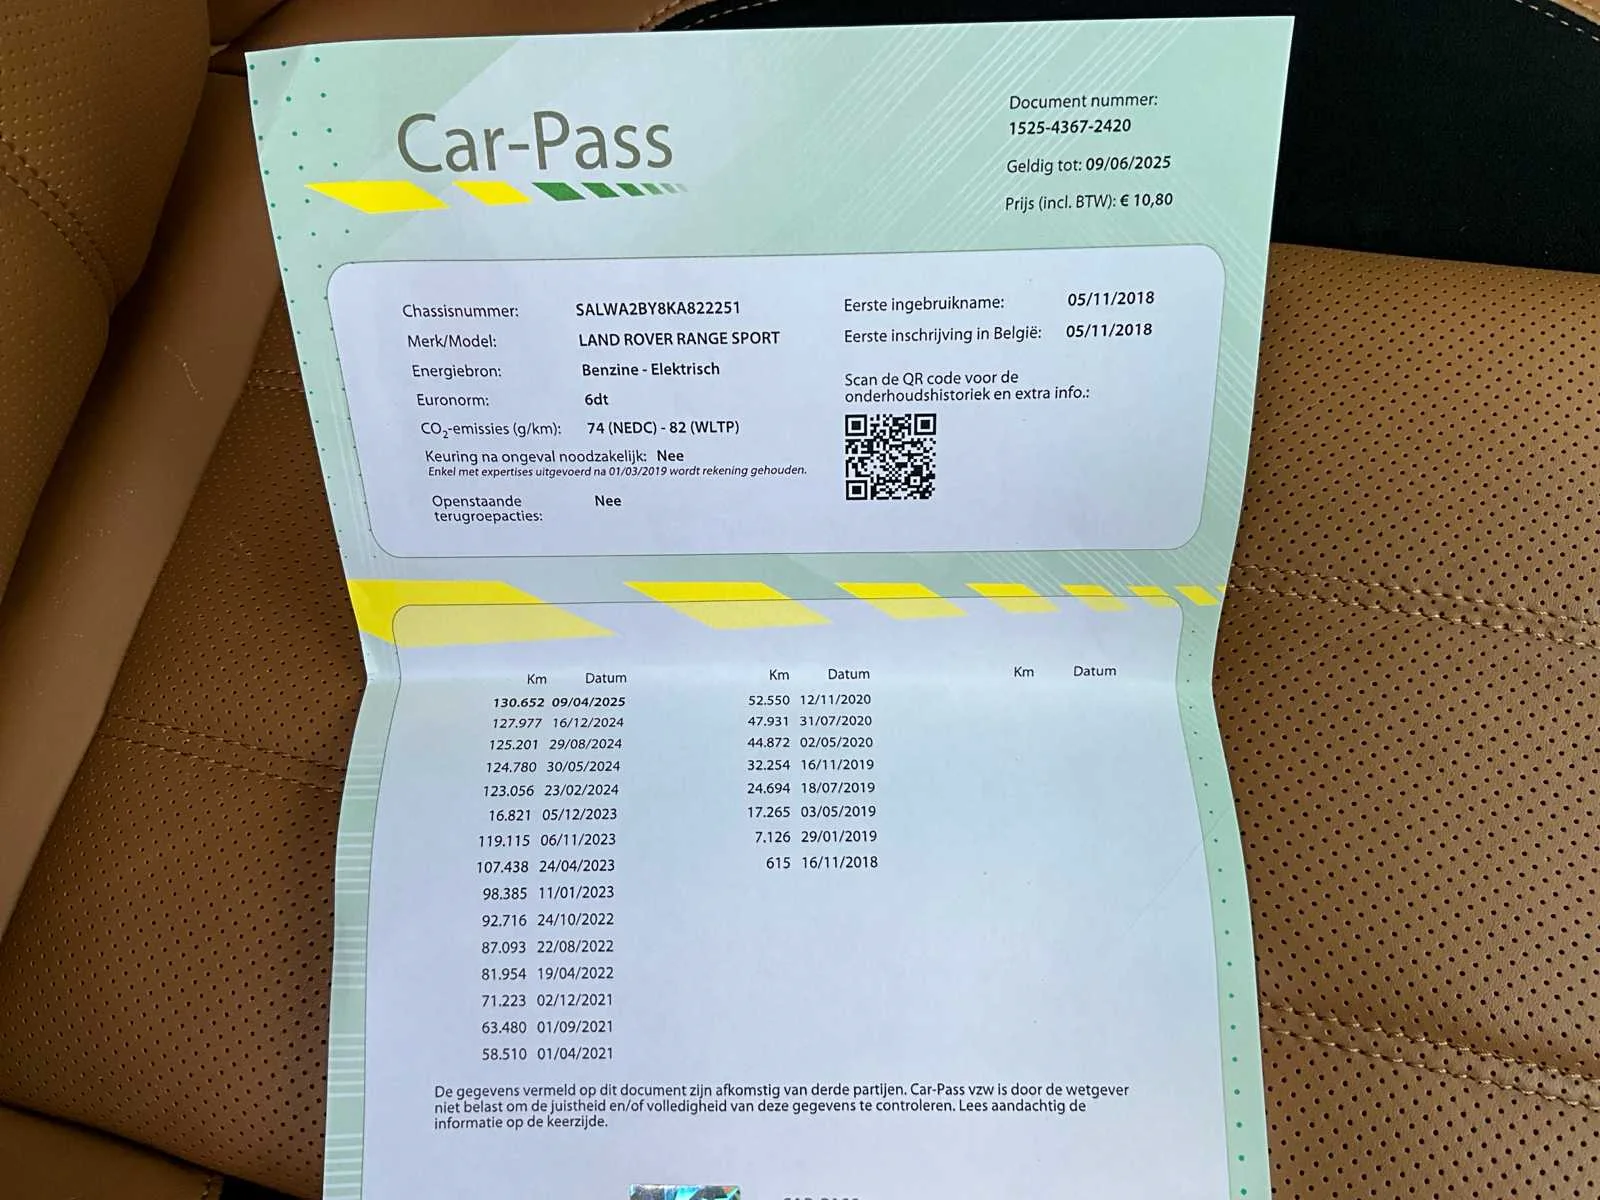 Car-Pass
Document nummer:
1525-4367-2420
Geldig tot: 09/06/2025
Prijs (incl. BTW): € 10,80
Chassisnummer: SALWA2BY8KA822251
Merk/Model: LAND ROVER RANGE SPORT
Energiebron: Benzine - Elektrisch
Euronorm: 6dt
CO₂-emissies (g/km): 74 (NEDC) - 82 (WLTP)
Keuring na ongeval noodzakelijk: Nee
Enkel met expertises uitgevoerd na 01/03/2019 wordt rekening gehouden.
Openstaande Nee
terugroepacties:
Eerste ingebruikname: 05/11/2018
Eerste inschrijving in België: 05/11/2018
Scan de QR code voor de
onderhoudshistoriek en extra info.:
Km Datum
130.652 09/04/2025
127.977 16/12/2024
125.201 29/08/2024
124.780 30/05/2024
123.056 23/02/2024
16.821 05/12/2023
119.115 06/11/2023
107.438 24/04/2023
98.385 11/01/2023
92.716 24/10/2022
87.093 22/08/2022
81.954 19/04/2022
71.223 02/12/2021
63.480 01/09/2021
58.510 01/04/2021
Km Datum
52.550 12/11/2020
47.931 31/07/2020
44.872 02/05/2020
32.254 16/11/2019
24.694 18/07/2019
17.265 03/05/2019
7.126 29/01/2019
615 16/11/2018
Km Datum
De gegevens vermeld op dit document zijn afkomstig van derde partijen. Car-Pass vzw is door de wetgever
niet belast om de juistheid en/of volledigheid van deze gegevens te controleren. Lees aandachtig de
informatie op de keerzijde.